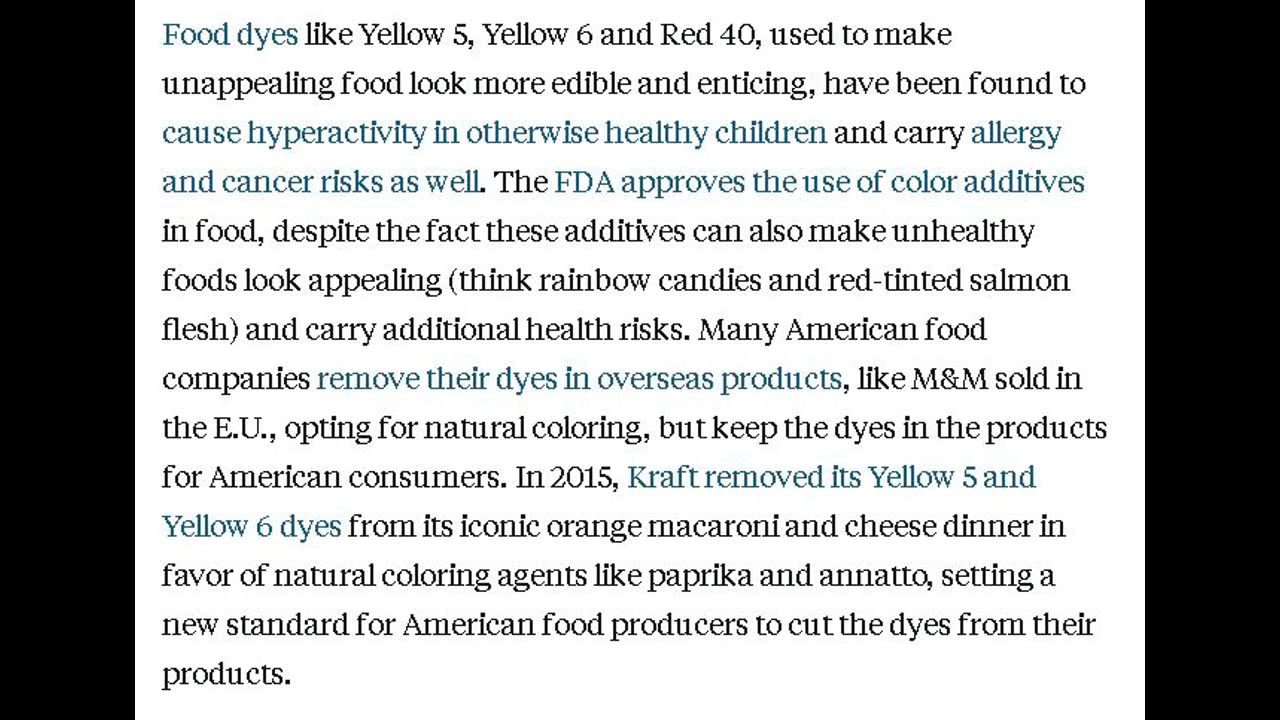 Food dyes like Yellow 5, Yellow 6 and Red 40, used to make
unappealing food look more edible and enticing, have been found to
cause hyperactivity in otherwise healthy children and carry allergy
and cancer risks as well. The FDA approves the use of color additives
in food, despite the fact these additives can also make unhealthy
foods look appealing (think rainbow candies and red-tinted salmon
flesh) and carry additional health risks. Many American food
companies remove their dyes in overseas products, like M&M sold in
the E.U., opting for natural coloring, but keep the dyes in the products
for American consumers. In 2015, Kraft removed its Yellow 5 and
Yellow 6 dyes from its iconic orange macaroni and cheese dinner in
favor of natural coloring agents like paprika and annatto, setting a
new standard for American food producers to cut the dyes from their
products.